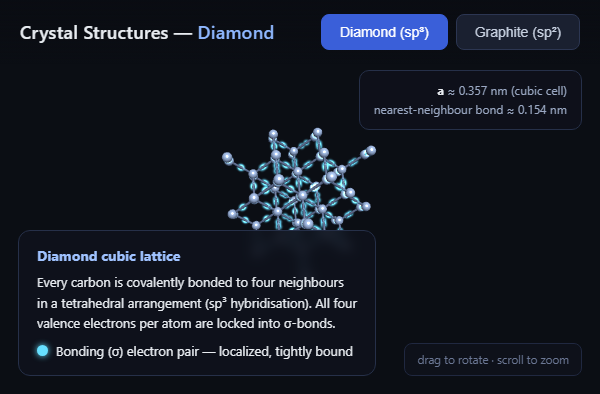 Crystal Structures — Diamond
Diamond (sp³)
Graphite (sp²)
a ≈ 0.357 nm (cubic cell)
nearest-neighbour bond ≈ 0.154 nm
Diamond cubic lattice
Every carbon is covalently bonded to four neighbours
in a tetrahedral arrangement (sp³ hybridisation). All four
valence electrons per atom are locked into σ-bonds.
Bonding (σ) electron pair — localized, tightly bound
drag to rotate · scroll to zoom